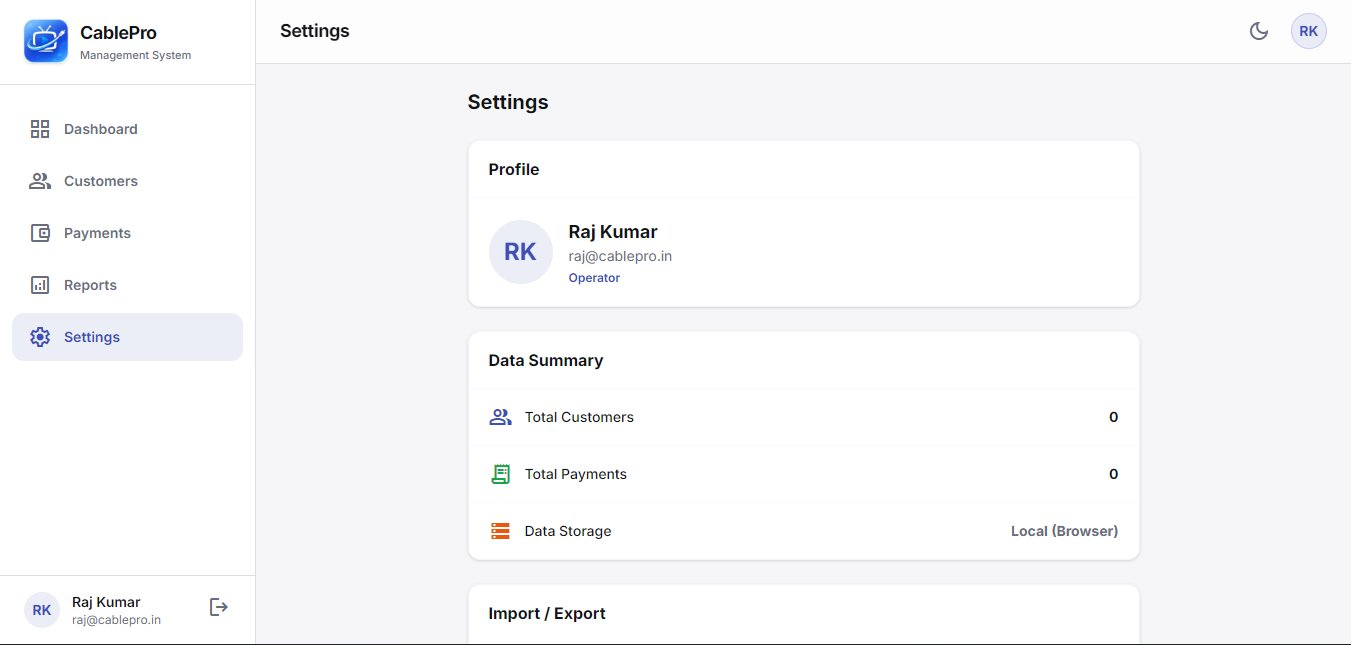 CablePro
Management System
Dashboard
Customers
Payments
Reports
Settings
RK
Raj Kumar
raj@cablepro.in
Settings
RK
Settings
Profile
RK
Raj Kumar
raj@cablepro.in
Operator
Data Summary
Total Customers 0
Total Payments 0
Data Storage Local (Browser)
Import / Export